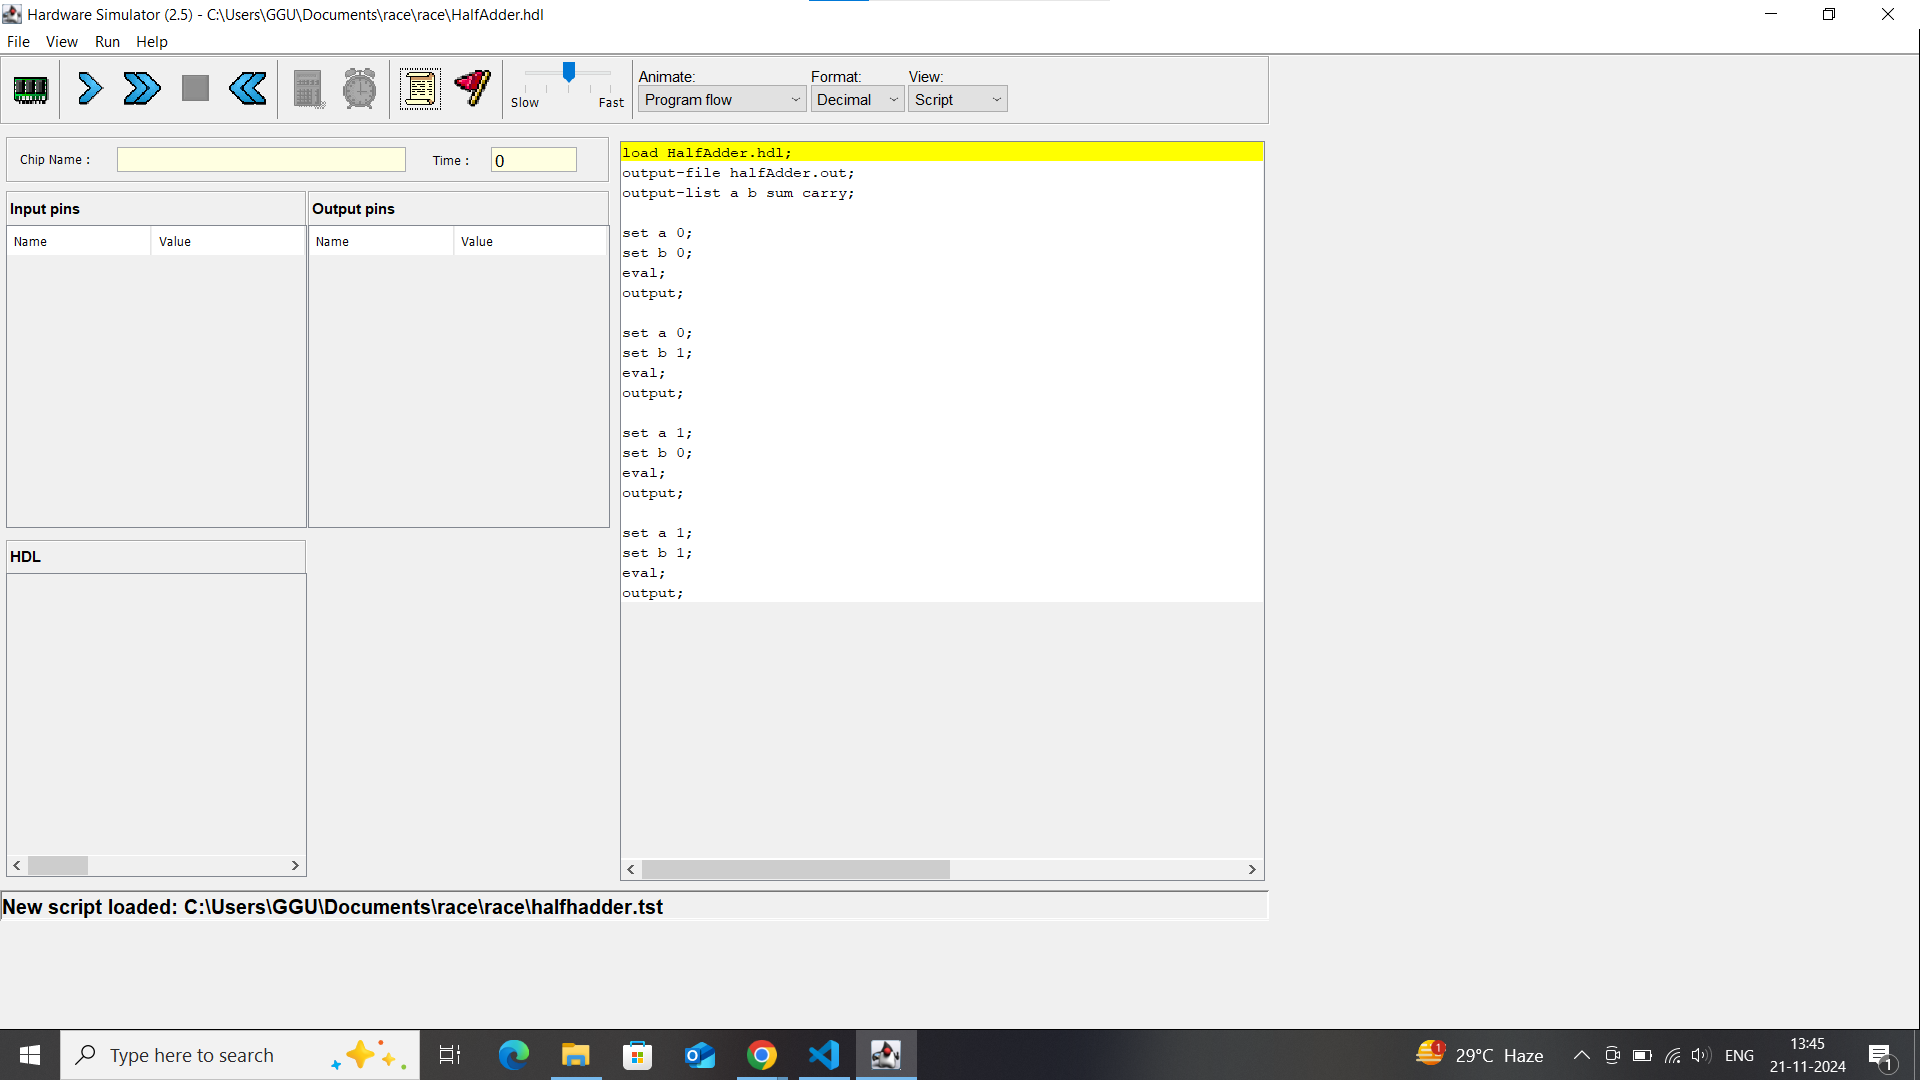 Hardware Simulator (2.5) - C:\Users\GGU\Documents\race\race\HalfAdder.hdl
File View Run Help
Slow Fast
Animate: Format: View:
Program flow Decimal Script
Chip Name : Time : 0
Input pins Output pins
Name Value Name Value
HDL
load HalfAdder.hdl;
output-file halfAdder.out;
output-list a b sum carry;
set a 0;
set b 0;
eval;
output;
set a 0;
set b 1;
eval;
output;
set a 1;
set b 0;
eval;
output;
set a 1;
set b 1;
eval;
output;
New script loaded: C:\Users\GGU\Documents\race\race\halfhadder.tst
Type here to search
1
29°C Haze
ENG
13:45
21-11-2024
1